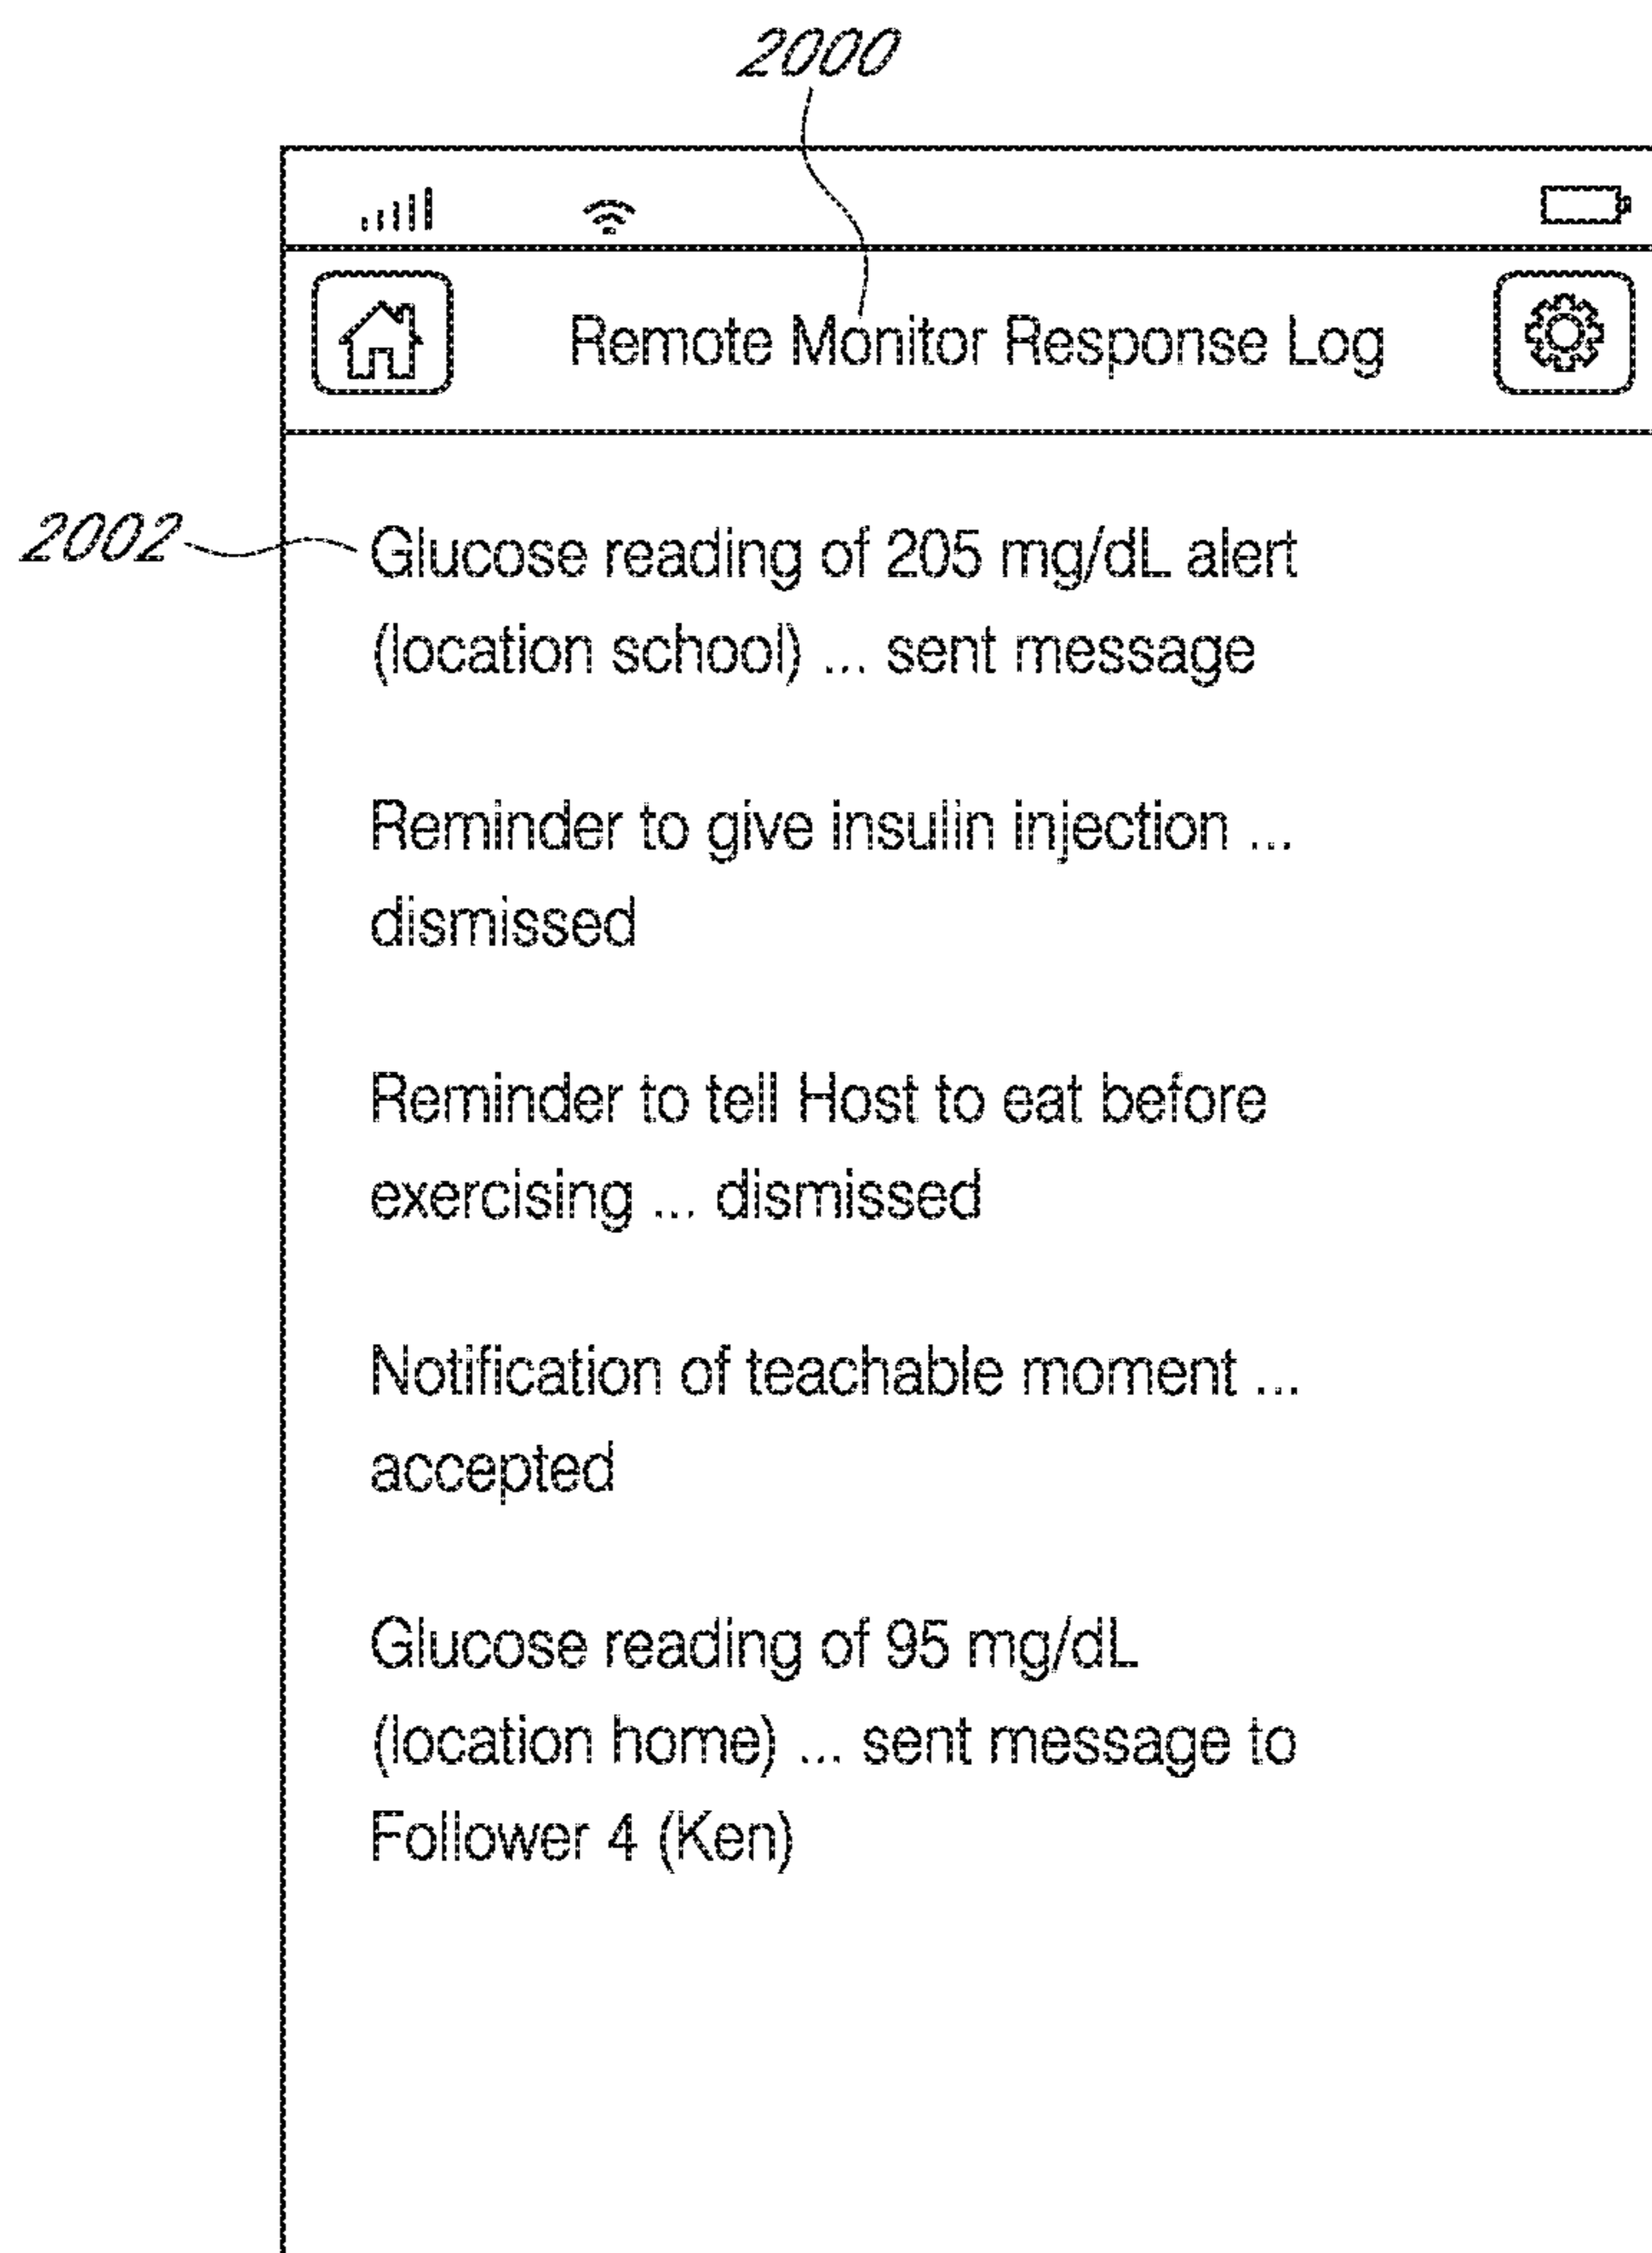 2000
Remote Monitor Response Log
2002
Glucose reading of 205 mg/dL alert
(location school) ... sent message
Reminder to give insulin injection ...
dismissed
Reminder to tell Host to eat before
exercising ... dismissed
Notification of teachable moment ...
accepted
Glucose reading of 95 mg/dL
(location home) ... sent message to
Follower 4 (Ken)